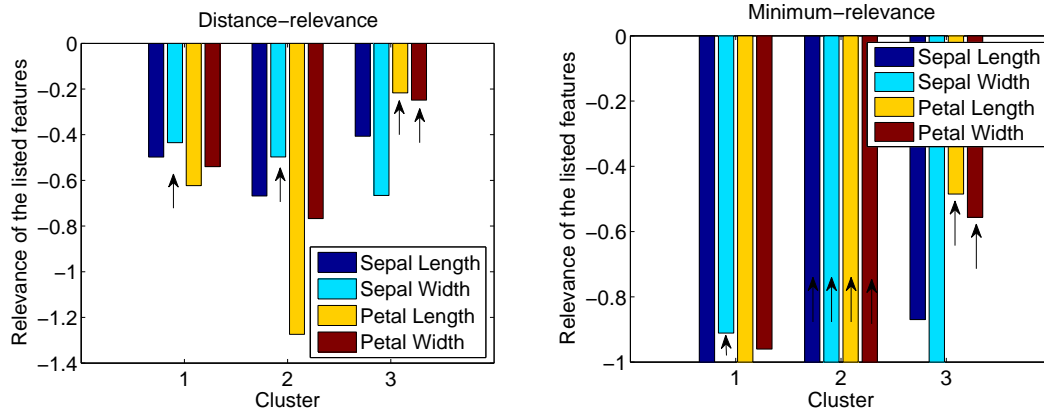 Distance-relevance
Relevance of the listed features
0
-0.2
-0.4
-0.6
-0.8
-1
-1.2
-1.4
1
2
3
Cluster
Sepal Length
Sepal Width
Petal Length
Petal Width
Minimum-relevance
Relevance of the listed features
0
-0.2
-0.4
-0.6
-0.8
-1
1
2
3
Cluster
Sepal Length
Sepal Width
Petal Length
Petal Width